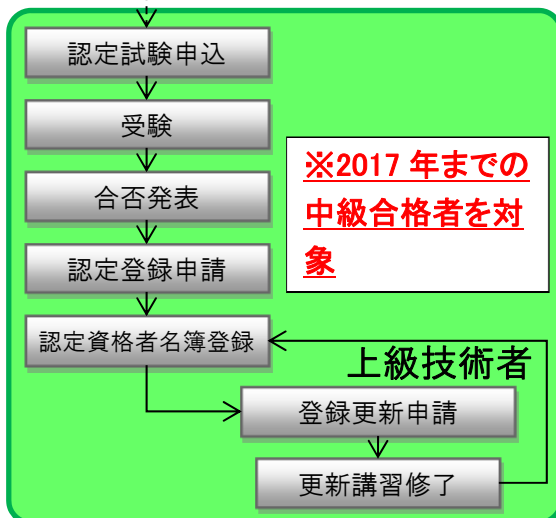 認定試験申込
受験
合否発表
※2017 年までの
中級合格者を対
象
認定登録申請
認定資格者名簿登録
上級技術者
登録更新申請
更新講習修了